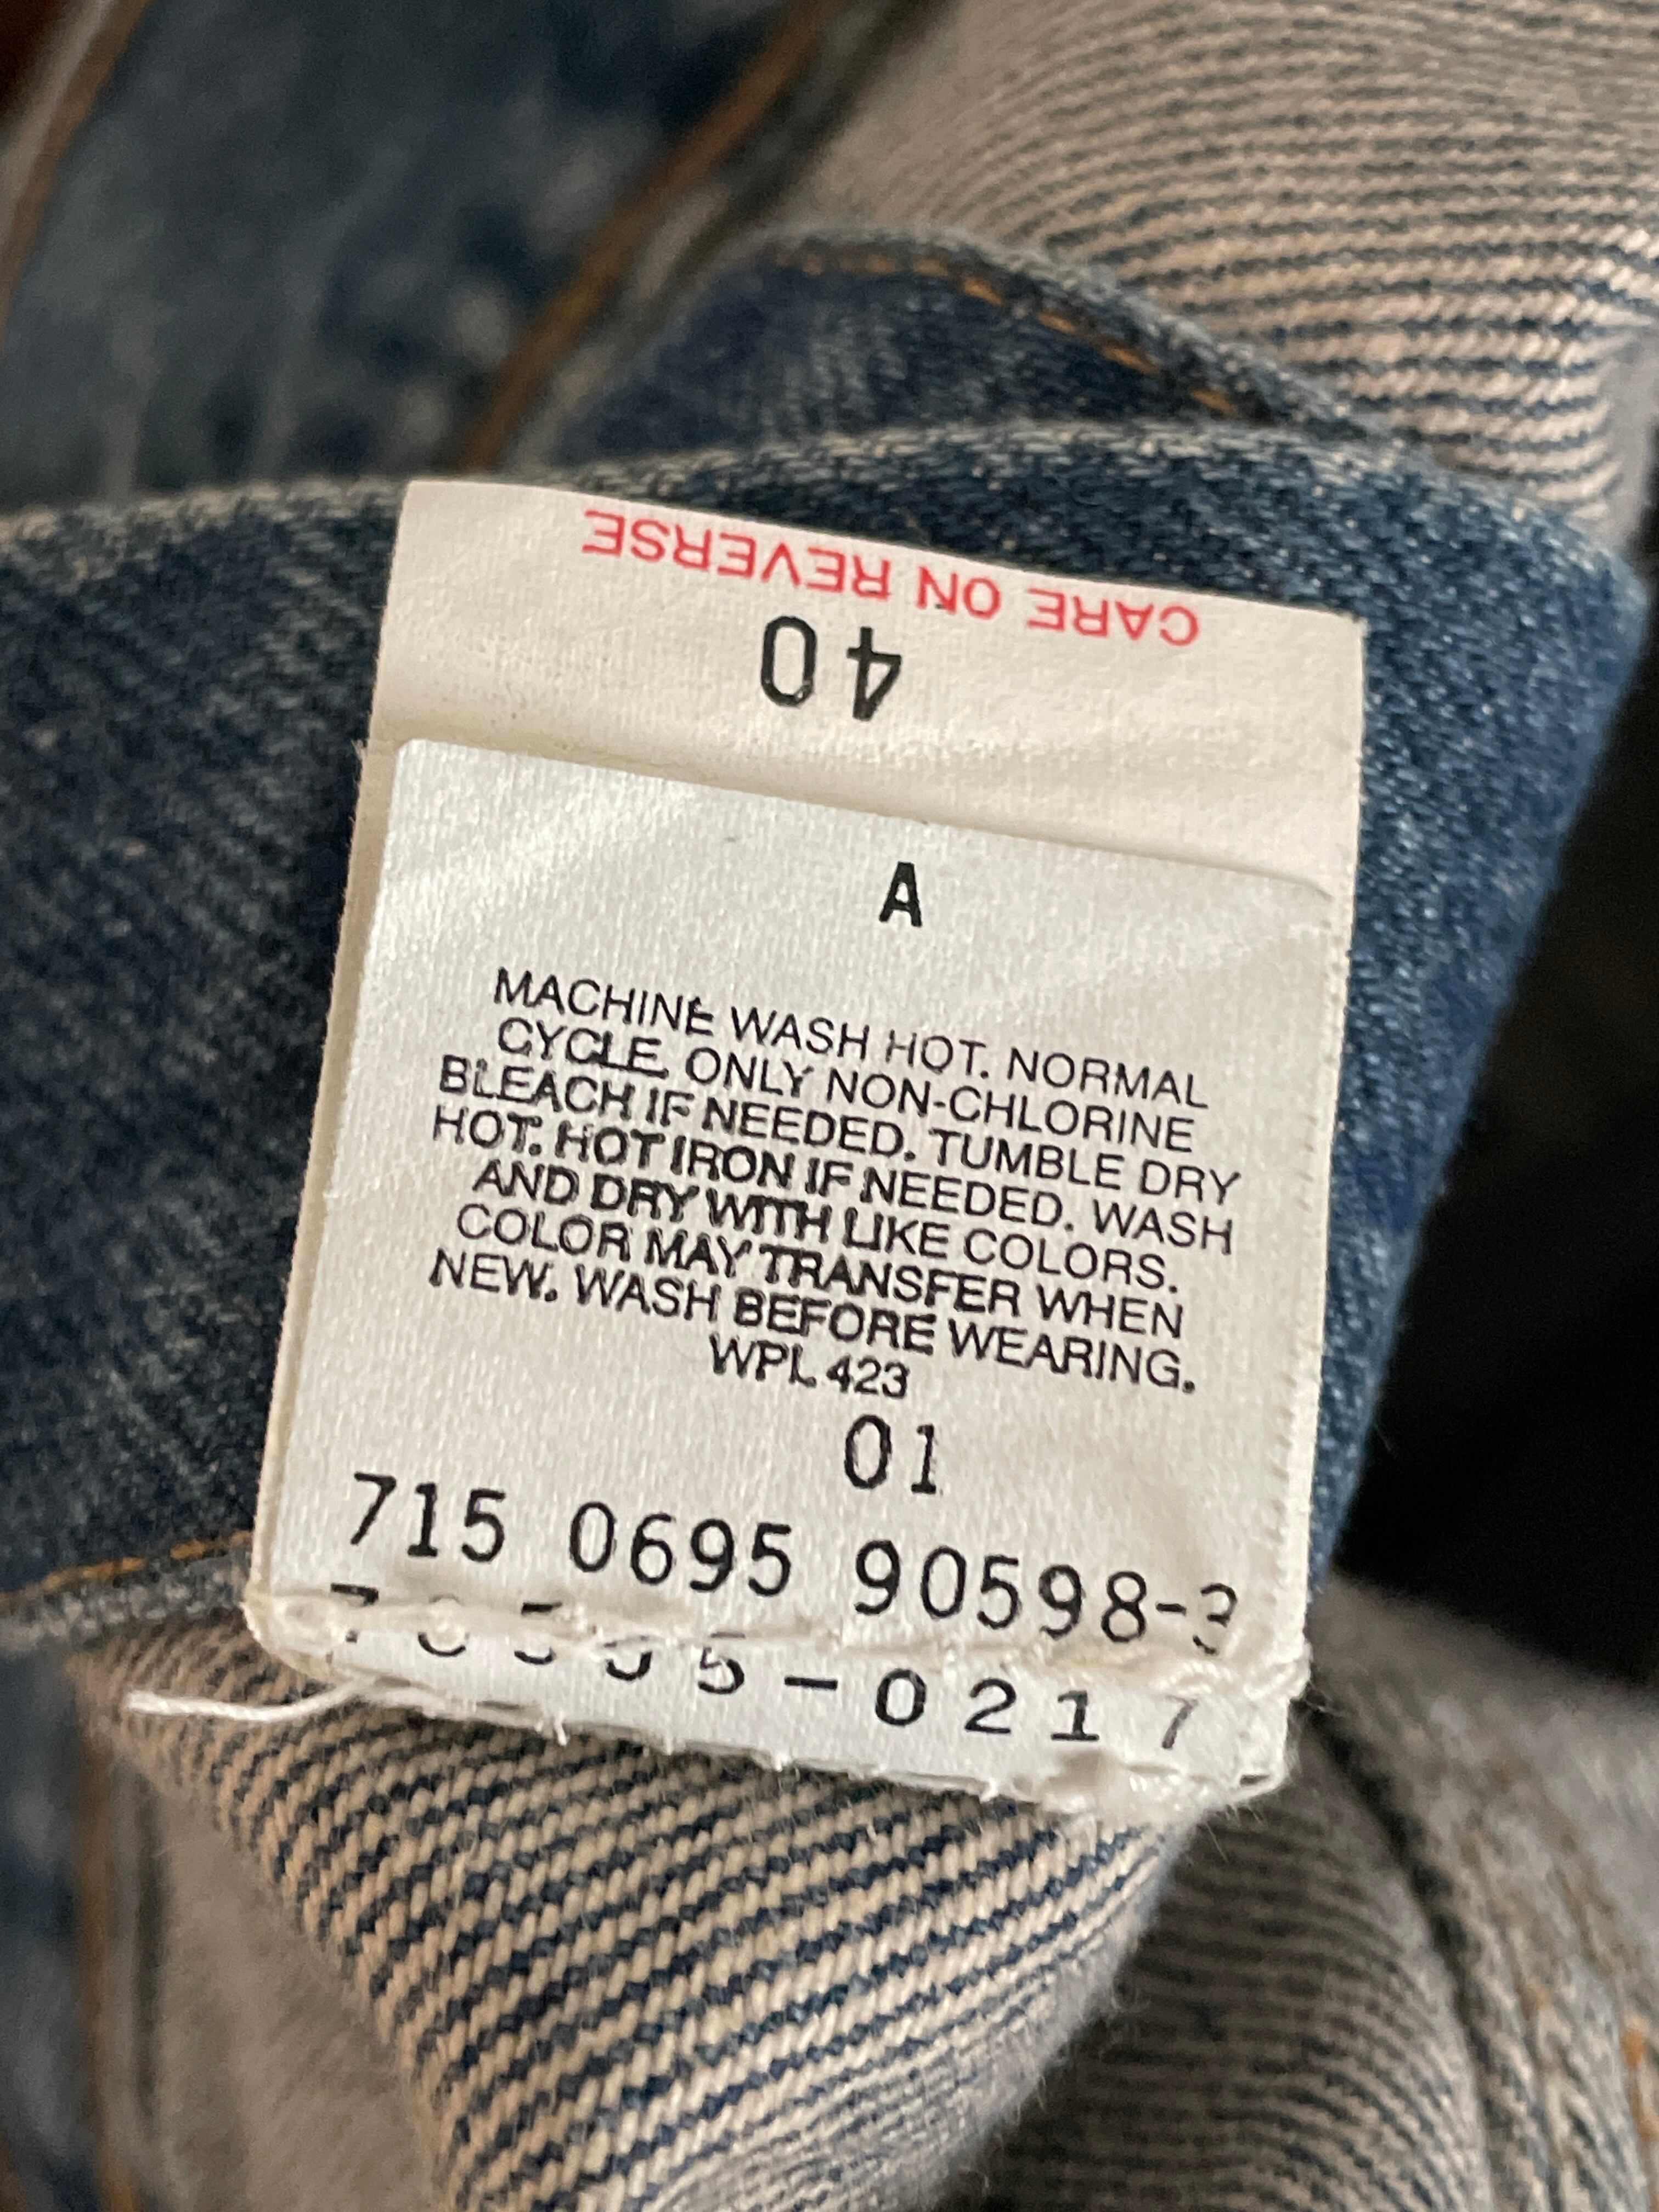 CARE ON REVERSE
40
A
MACHINE WASH HOT. NORMAL
CYCLE. ONLY NON-CHLORINE
BLEACH IF NEEDED. TUMBLE DRY
HOT. HOT IRON IF NEEDED. WASH
AND DRY WITH LIKE COLORS.
COLOR MAY TRANSFER WHEN
NEW. WASH BEFORE WEARING.
WPL 423
01
715 0695 90598-3
-0217